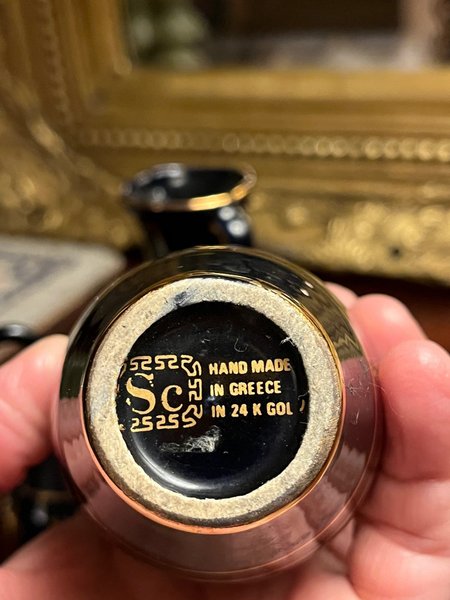 Sc
HAND MADE
IN GREECE
IN 24 K GOL